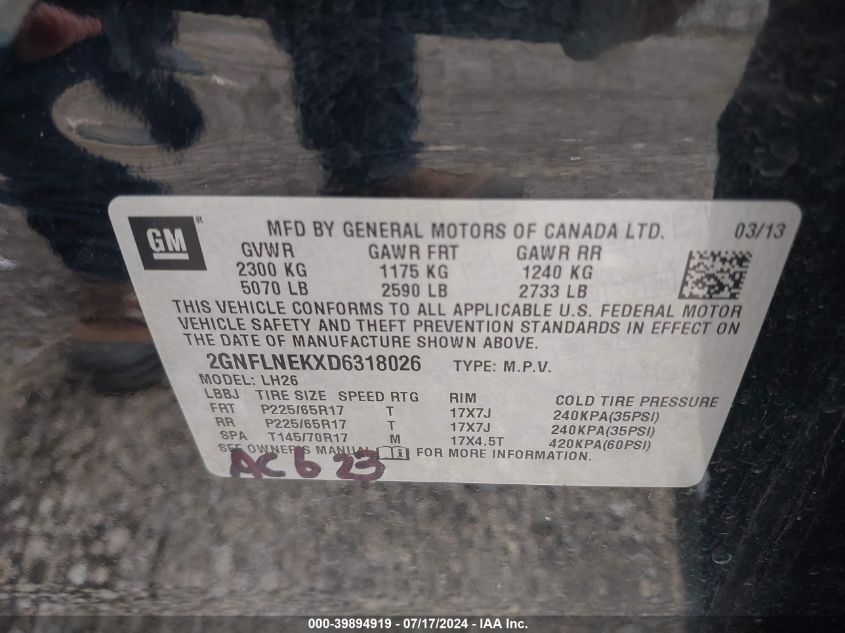 GM ®
MFD BY GENERAL MOTORS OF CANADA LTD. 03/13
GVWR GAWR FRT GAWR RR
2300 KG 1175 KG 1240 KG
5070 LB 2590 LB 2733 LB
THIS VEHICLE CONFORMS TO ALL APPLICABLE U.S. FEDERAL MOTOR
VEHICLE SAFETY AND THEFT PREVENTION STANDARDS IN EFFECT ON
THE DATE OF MANUFACTURE SHOWN ABOVE.
2GNFLNEKXD6318026 TYPE: M.P.V.
MODEL: LH26
LBBJ TIRE SIZE SPEED RTG RIM COLD TIRE PRESSURE
FRT P225/65R17 T 17X7J 240KPA(35PSI)
RR P225/65R17 T 17X7J 240KPA(35PSI)
SPA T145/70R17 M 17X4.5T 420KPA(60PSI)
SEE OWNER'S MANUAL FOR MORE INFORMATION.
AC 6 23
000-39894919 - 07/17/2024 - IAA Inc.